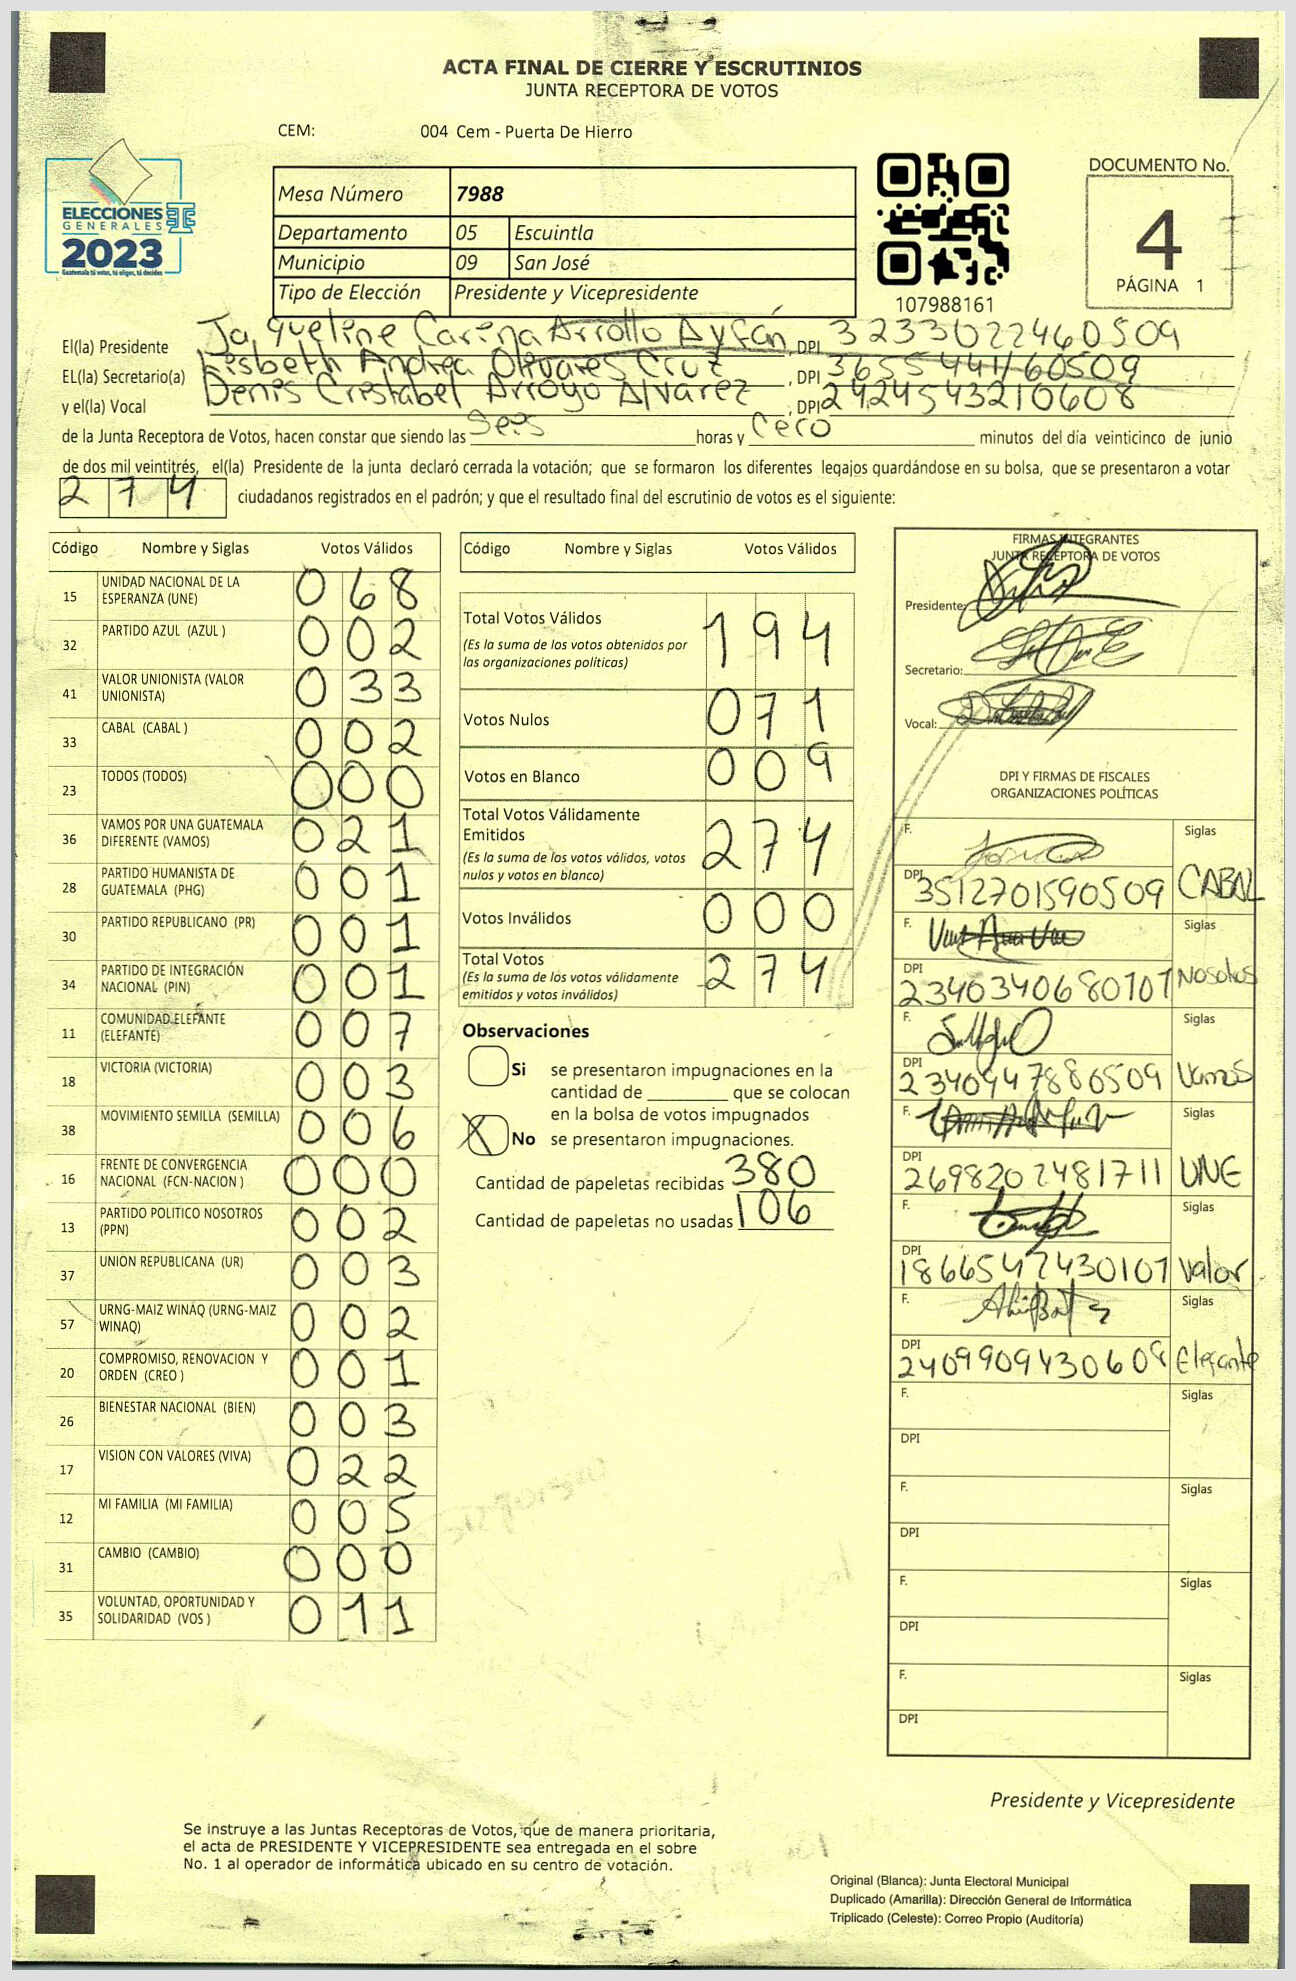 ACTA FINAL DE CIERRE Y ESCRUTINIOS
JUNTA RECEPTORA DE VOTOS
CEM: 004 Cem - Puerta De Hierro
ELECCIONES
GENERALES
2023
Guatemala tú votas, tú eliges, tú decides
Mesa Número 7988
Departamento 05 Escuintla
Municipio 09 San José
Tipo de Elección Presidente y Vicepresidente
107988161
DOCUMENTO No.
4
PÁGINA 1
El(la) Presidente Jaqueline Carina Arrollo Ayfán, DPI 3233022460509
EL(la) Secretario(a) Lisbeth Andrea Olivares Cruz, DPI 3655441160509
y el(la) Vocal Denis Crestabel Arroyo Alvarez, DPI 2424543210608
de la Junta Receptora de Votos, hacen constar que siendo las Seis horas y Cero minutos del día veinticinco de junio
de dos mil veintitrés, el(la) Presidente de la junta declaró cerrada la votación; que se formaron los diferentes legajos guardándose en su bolsa, que se presentaron a votar
274 ciudadanos registrados en el padrón; y que el resultado final del escrutinio de votos es el siguiente:
Código Nombre y Siglas Votos Válidos
15 UNIDAD NACIONAL DE LA ESPERANZA (UNE) 068
32 PARTIDO AZUL (AZUL ) 002
41 VALOR UNIONISTA (VALOR UNIONISTA) 033
33 CABAL (CABAL ) 002
23 TODOS (TODOS) 000
36 VAMOS POR UNA GUATEMALA DIFERENTE (VAMOS) 021
28 PARTIDO HUMANISTA DE GUATEMALA (PHG) 001
30 PARTIDO REPUBLICANO (PR) 001
34 PARTIDO DE INTEGRACIÓN NACIONAL (PIN) 001
11 COMUNIDAD ELEFANTE (ELEFANTE) 007
18 VICTORIA (VICTORIA) 003
38 MOVIMIENTO SEMILLA (SEMILLA) 006
16 FRENTE DE CONVERGENCIA NACIONAL (FCN-NACION ) 000
13 PARTIDO POLITICO NOSOTROS (PPN) 002
37 UNION REPUBLICANA (UR) 003
57 URNG-MAIZ WINAQ (URNG-MAIZ WINAQ) 002
20 COMPROMISO, RENOVACION Y ORDEN (CREO ) 001
26 BIENESTAR NACIONAL (BIEN) 003
17 VISION CON VALORES (VIVA) 022
12 MI FAMILIA (MI FAMILIA) 005
31 CAMBIO (CAMBIO) 000
35 VOLUNTAD, OPORTUNIDAD Y SOLIDARIDAD (VOS ) 011
Código Nombre y Siglas Votos Válidos
Total Votos Válidos 194
(Es la suma de los votos obtenidos por
las organizaciones políticas)
Votos Nulos 071
Votos en Blanco 009
Total Votos Válidamente
Emitidos 274
(Es la suma de los votos válidos, votos
nulos y votos en blanco)
Votos Inválidos 000
Total Votos 274
(Es la suma de los votos válidamente
emitidos y votos inválidos)
Observaciones
Si se presentaron impugnaciones en la
cantidad de ________ que se colocan
en la bolsa de votos impugnados
X No se presentaron impugnaciones.
Cantidad de papeletas recibidas 380
Cantidad de papeletas no usadas 106
FIRMAS INTEGRANTES
JUNTA RECEPTORA DE VOTOS
Presidente:
Secretario:
Vocal:
DPI Y FIRMAS DE FISCALES
ORGANIZACIONES POLÍTICAS
F. Siglas
DPI 3512701590509 CABAL
F. Siglas
DPI 2340340680101 Nosotros
F. Siglas
DPI 2340947880509 Vamos
F. Siglas
DPI 2698202481711 UNE
F. Siglas
DPI 1866547430101 Valor
F. Siglas
DPI 2409909430608 Elefante
F. Siglas
DPI
F. Siglas
DPI
F. Siglas
DPI
F. Siglas
DPI
Presidente y Vicepresidente
Se instruye a las Juntas Receptoras de Votos, que de manera prioritaria,
el acta de PRESIDENTE Y VICEPRESIDENTE sea entregada en el sobre
No. 1 al operador de informática ubicado en su centro de votación.
Original (Blanca): Junta Electoral Municipal
Duplicado (Amarilla): Dirección General de Informática
Triplicado (Celeste): Correo Propio (Auditoría)